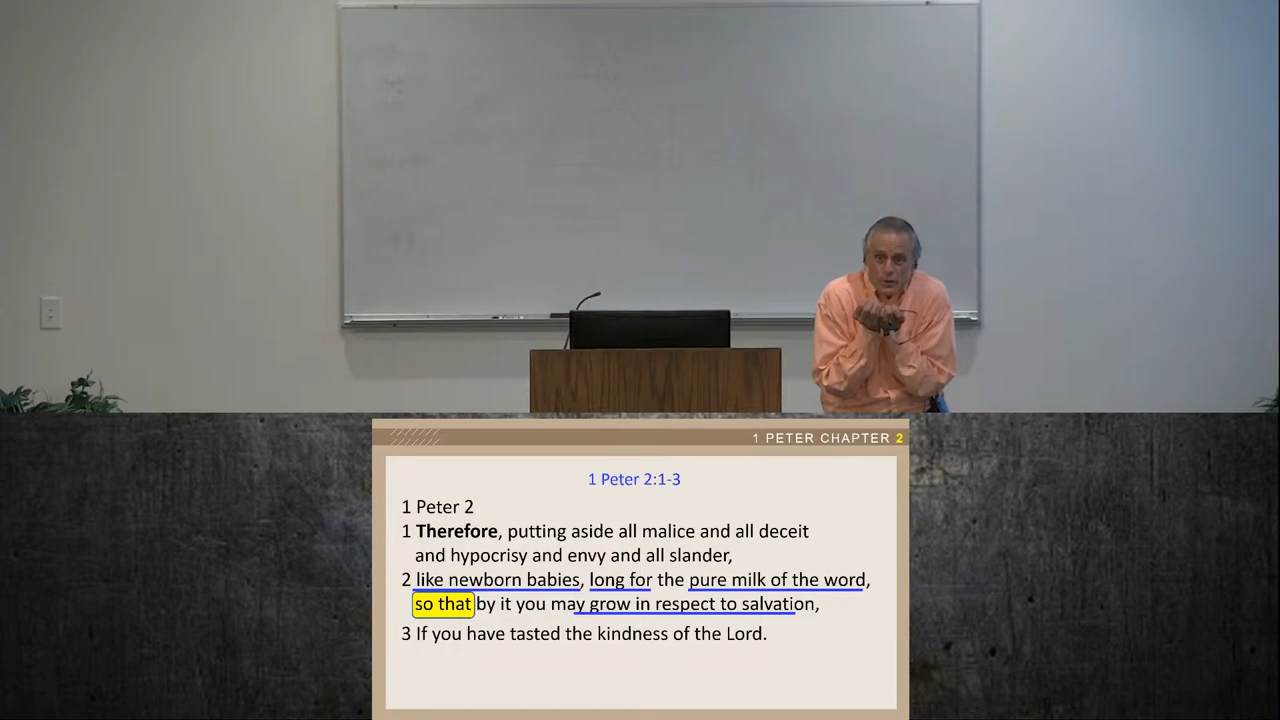 1 PETER CHAPTER 2
1 Peter 2:1-3
1 Peter 2
1 Therefore, putting aside all malice and all deceit
and hypocrisy and envy and all slander,
2 like newborn babies, long for the pure milk of the word,
so that by it you may grow in respect to salvation,
3 If you have tasted the kindness of the Lord.